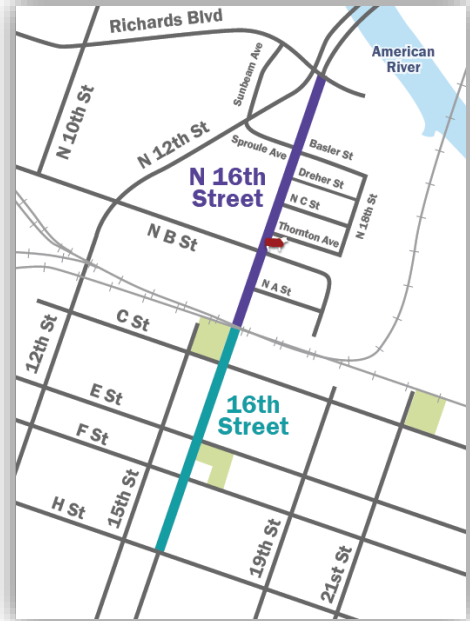 Richards Blvd
American
River
Sunbeam Ave
N 10th St
N 12th St
Sproule Ave
Basler St
Dreher St
N 16th
Street
N C St
N 18th St
Thornton Ave
N B St
N A St
C St
12th St
E St
16th
Street
F St
15th St
H St
19th St
21st St